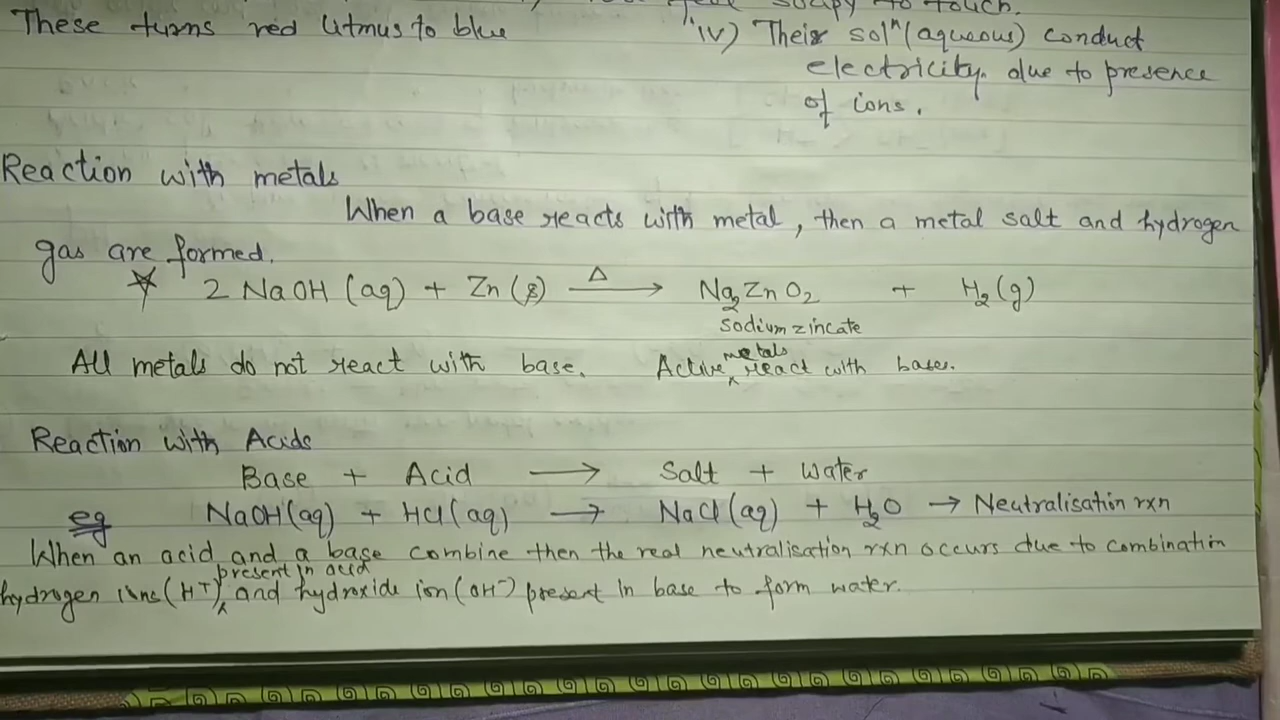 soapy to touch.
These turns red litmus to blue
iv) Their solⁿ (aqueous) conduct
electricity. due to presence
of ions.
Reaction with metals
When a base reacts with metal, then a metal salt and hydrogen
gas are formed.
☆ 2 NaOH (aq) + Zn (s) —Δ→ Na₂ZnO₂ + H₂(g)
sodium zincate
All metals do not react with base. Active metals react with bases.
Reaction with Acids
Base + Acid → Salt + Water
eg NaOH(aq) + HCl(aq) → NaCl(aq) + H₂O → Neutralisatin rxn
When an acid and a base combine then the real neutralisation rxn occurs due to combinatin
hydrogen ions (H⁺) present in acid and hydroxide ion (OH⁻) present in base to form water.